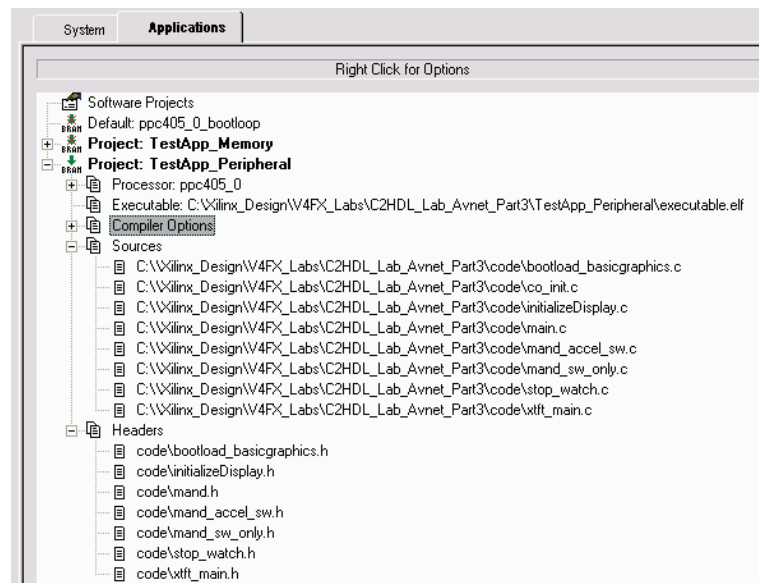 System Applications
Right Click for Options
Software Projects
BRAM Default: ppc405_0_bootloop
BRAM Project: TestApp_Memory
BRAM Project: TestApp_Peripheral
Processor: ppc405_0
Executable: C:\Xilinx_Design\V4FX_Labs\C2HDL_Lab_Avnet_Part3\TestApp_Peripheral\executable.elf
Compiler Options
Sources
C:\Xilinx_Design\V4FX_Labs\C2HDL_Lab_Avnet_Part3\code\bootload_basicgraphics.c
C:\Xilinx_Design\V4FX_Labs\C2HDL_Lab_Avnet_Part3\code\co_init.c
C:\Xilinx_Design\V4FX_Labs\C2HDL_Lab_Avnet_Part3\code\initializeDisplay.c
C:\Xilinx_Design\V4FX_Labs\C2HDL_Lab_Avnet_Part3\code\main.c
C:\Xilinx_Design\V4FX_Labs\C2HDL_Lab_Avnet_Part3\code\mand_accel_sw.c
C:\Xilinx_Design\V4FX_Labs\C2HDL_Lab_Avnet_Part3\code\mand_sw_only.c
C:\Xilinx_Design\V4FX_Labs\C2HDL_Lab_Avnet_Part3\code\stop_watch.c
C:\Xilinx_Design\V4FX_Labs\C2HDL_Lab_Avnet_Part3\code\xtft_main.c
Headers
code\bootload_basicgraphics.h
code\initializeDisplay.h
code\mand.h
code\mand_accel_sw.h
code\mand_sw_only.h
code\stop_watch.h
code\xtft_main.h